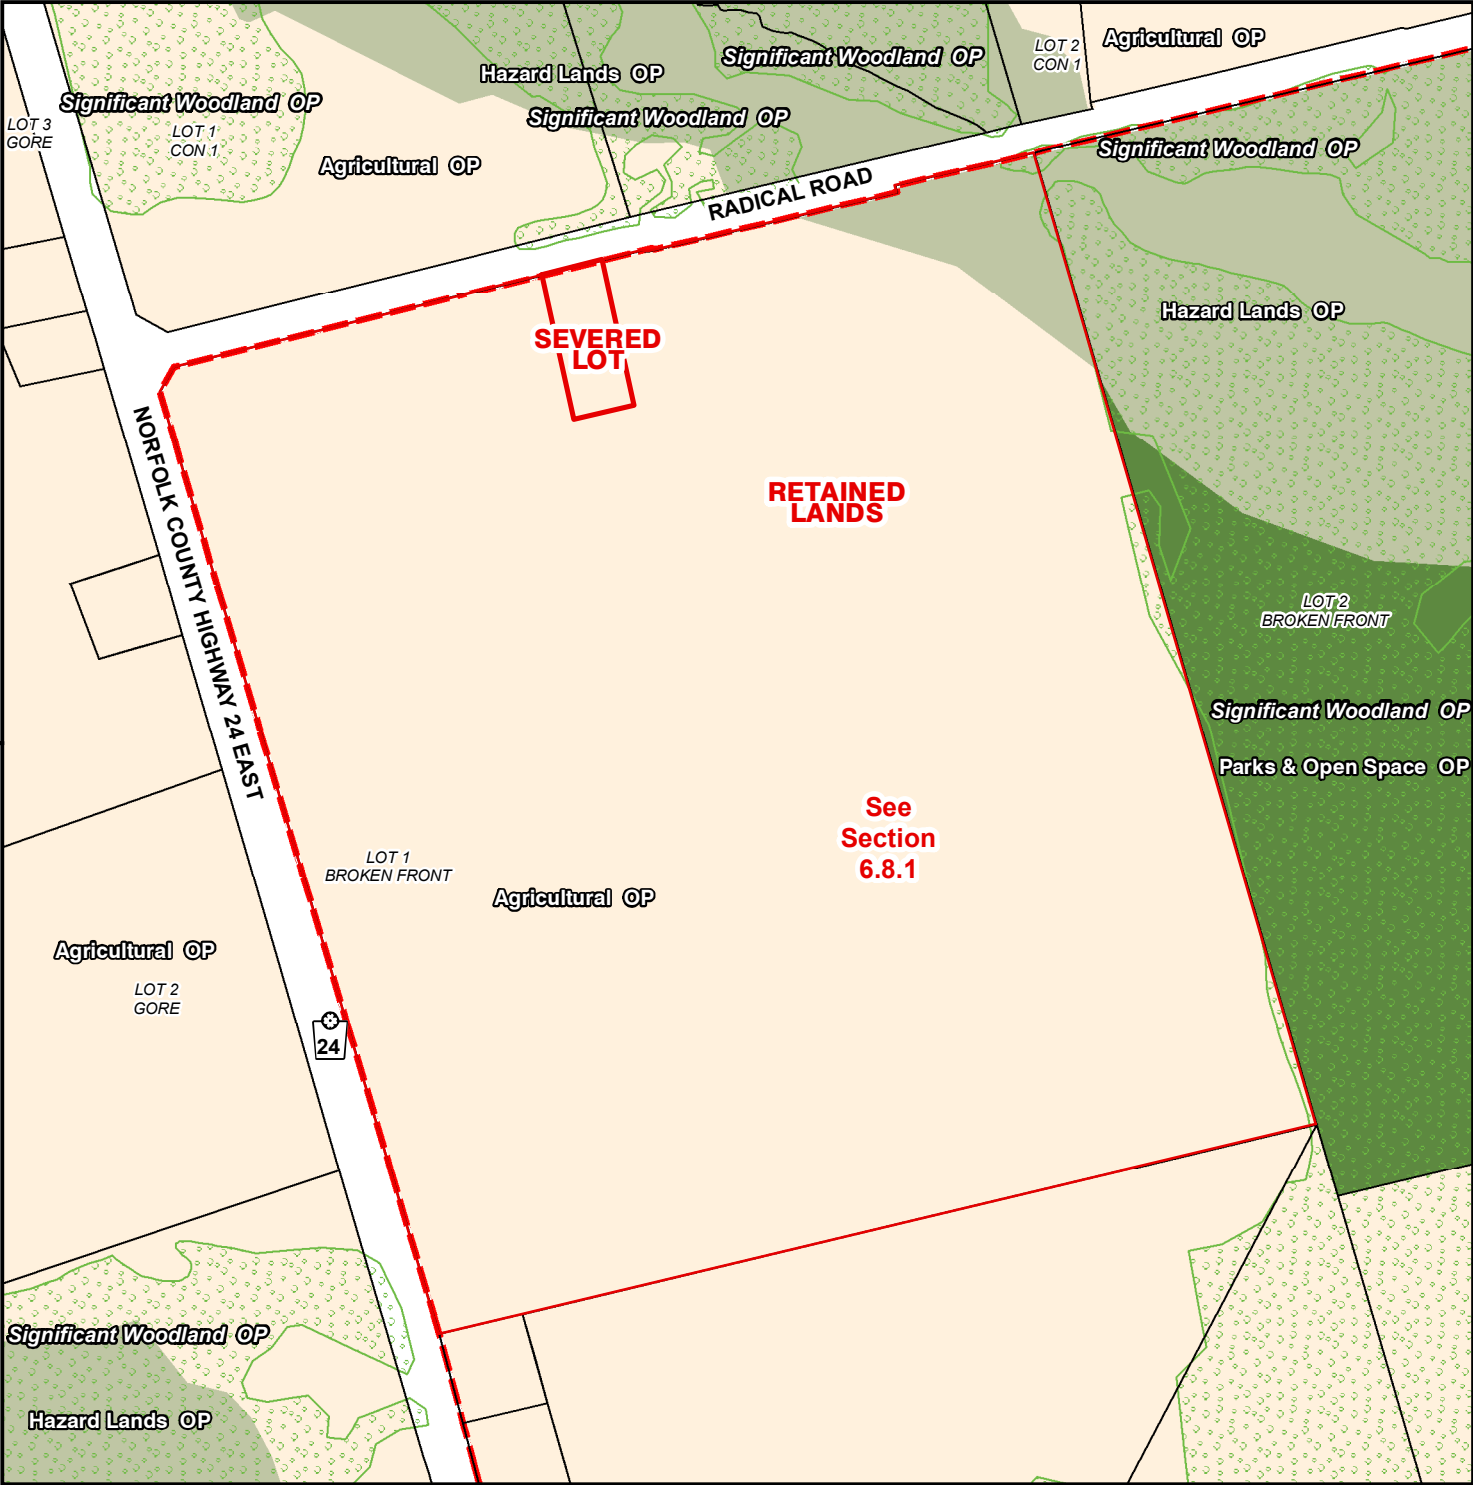 Agricultural OP
LOT 2
CON 1
Significant Woodland OP
Hazard Lands OP
Significant Woodland OP
Significant Woodland OP
LOT 3
GORE
LOT 1
CON 1
Agricultural OP
Significant Woodland OP
RADICAL ROAD
Hazard Lands OP
SEVERED
LOT
NORFOLK COUNTY HIGHWAY 24 EAST
RETAINED
LANDS
LOT 2
BROKEN FRONT
Significant Woodland OP
Parks & Open Space OP
See
Section
6.8.1
LOT 1
BROKEN FRONT
Agricultural OP
Agricultural OP
LOT 2
GORE
24
Significant Woodland OP
Hazard Lands OP